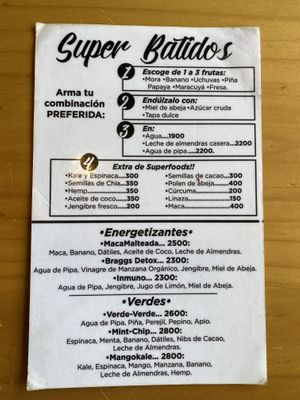 Super Batidos
Arma tu
combinación
PREFERIDA:
1 Escoge de 1 a 3 frutas:
•Mora •Banano •Uchuvas •Piña
Papaya •Maracuyá •Fresa.
2 Endúlzalo con:
•Miel de abeja •Azúcar cruda
•Tapa dulce
3 En:
•Agua....1900
•Leche de almendras casera...2200
•Agua de pipa.....2200.
4 Extra de Superfoods!!
•Kale y Espinaca....300
•Semillas de Chia....350
•Hemp.....................350
•Aceite de coco......350
•Jengibre fresco.....200
•Semillas de cacao...350
•Polen de abeja.......400
•Cúrcuma................200
•Linaza.....................150
•Maca.......................400
•Energetizantes:
•MacaMalteada... 2500:
Maca, Banano, Dátiles, Aceite de Coco, Leche de Almendras.
•Braggs Detox... 2300:
Agua de Pipa, Vinagre de Manzana Orgánico, Jengibre, Miel de Abeja.
•Inmuno... 2300:
Agua de Pipa, Jengibre, Jugo de Limón, Miel de Abeja.
•Verdes•
•Verde-Verde... 2600:
Agua de Pipa, Piña, Perejil, Pepino, Apio.
•Mint-Chip... 2800:
Espinaca, Menta, Banano, Dátiles, Nibs de Cacao,
Leche de Almendras.
•Mangokale... 2800:
Kale, Espinaca, Mango, Manzana, Banano,
Leche de Almendras, Hemp.